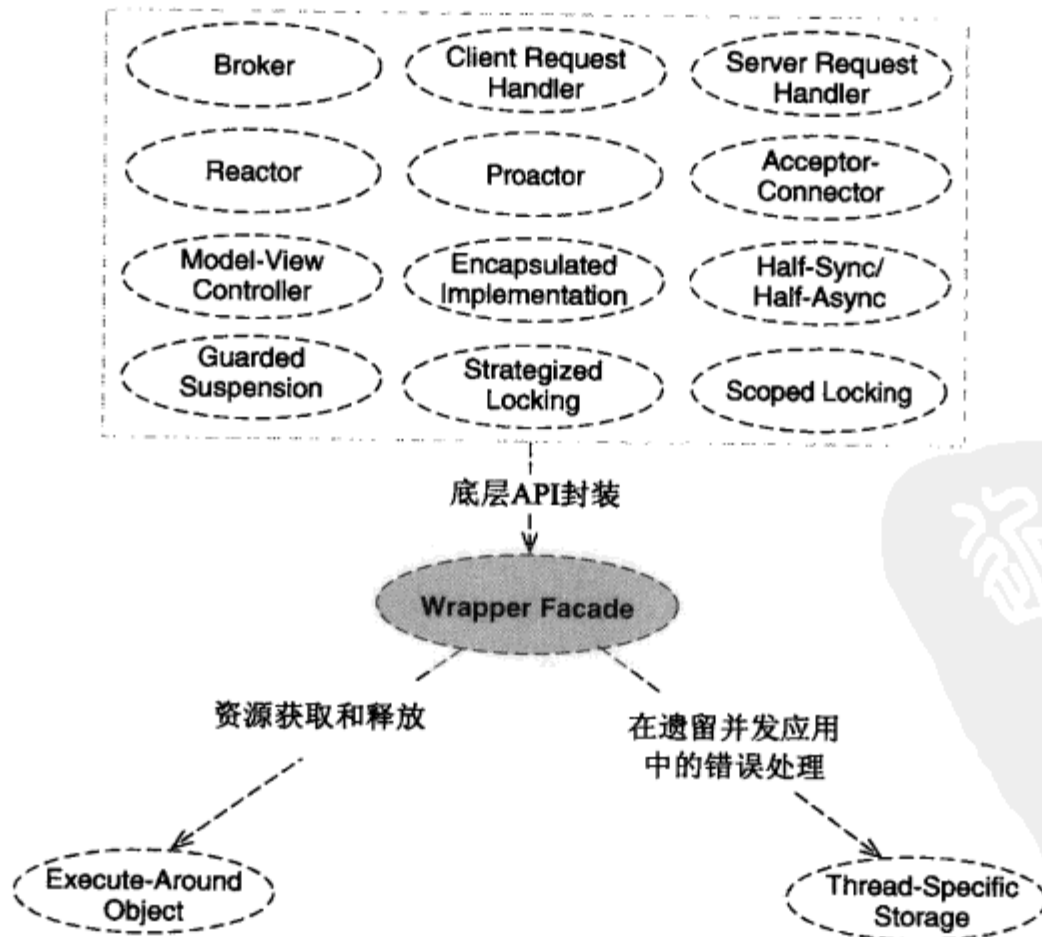 Broker
Client Request
Handler
Server Request
Handler
Reactor
Proactor
Acceptor-
Connector
Model-View
Controller
Encapsulated
Implementation
Half-Sync/
Half-Async
Guarded
Suspension
Strategized
Locking
Scoped Locking
底层API封装
Wrapper Facade
资源获取和释放
在遗留并发应用
中的错误处理
Execute-Around
Object
Thread-Specific
Storage